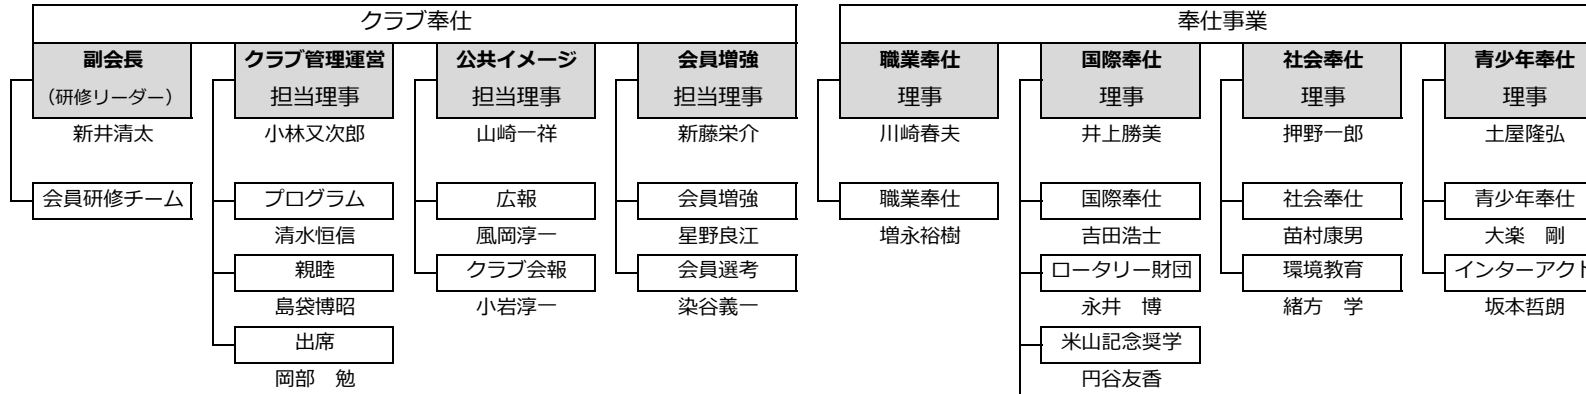 クラブ奉仕
副会長
(研修リーダー)
新井清太
会員研修チーム
クラブ管理運営
担当理事
小林又次郎
プログラム
清水恒信
親睦
島袋博昭
出席
岡部　勉
公共イメージ
担当理事
山崎一祥
広報
風岡淳一
クラブ会報
小岩淳一
会員増強
担当理事
新藤栄介
会員増強
星野良江
会員選考
染谷義一
奉仕事業
職業奉仕
理事
川崎春夫
職業奉仕
増永裕樹
国際奉仕
理事
井上勝美
国際奉仕
吉田浩士
ロータリー財団
永井　博
米山記念奨学
円谷友香
社会奉仕
理事
押野一郎
社会奉仕
苗村康男
環境教育
緒方　学
青少年奉仕
理事
土屋隆弘
青少年奉仕
大楽　剛
インターアクト
坂本哲朗